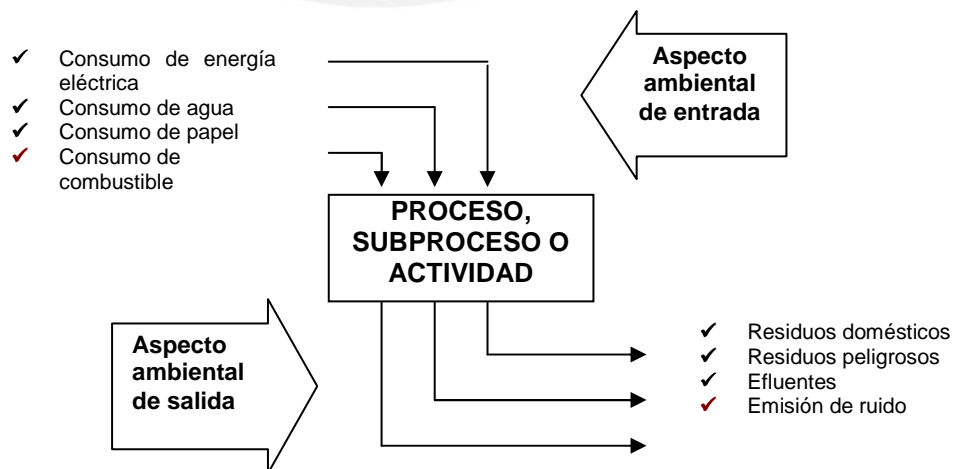 ✓ Consumo de energía
eléctrica
✓ Consumo de agua
✓ Consumo de papel
✓ Consumo de
combustible
Aspecto
ambiental
de entrada
PROCESO,
SUBPROCESO O
ACTIVIDAD
Aspecto
ambiental
de salida
✓ Residuos domésticos
✓ Residuos peligrosos
✓ Efluentes
✓ Emisión de ruido